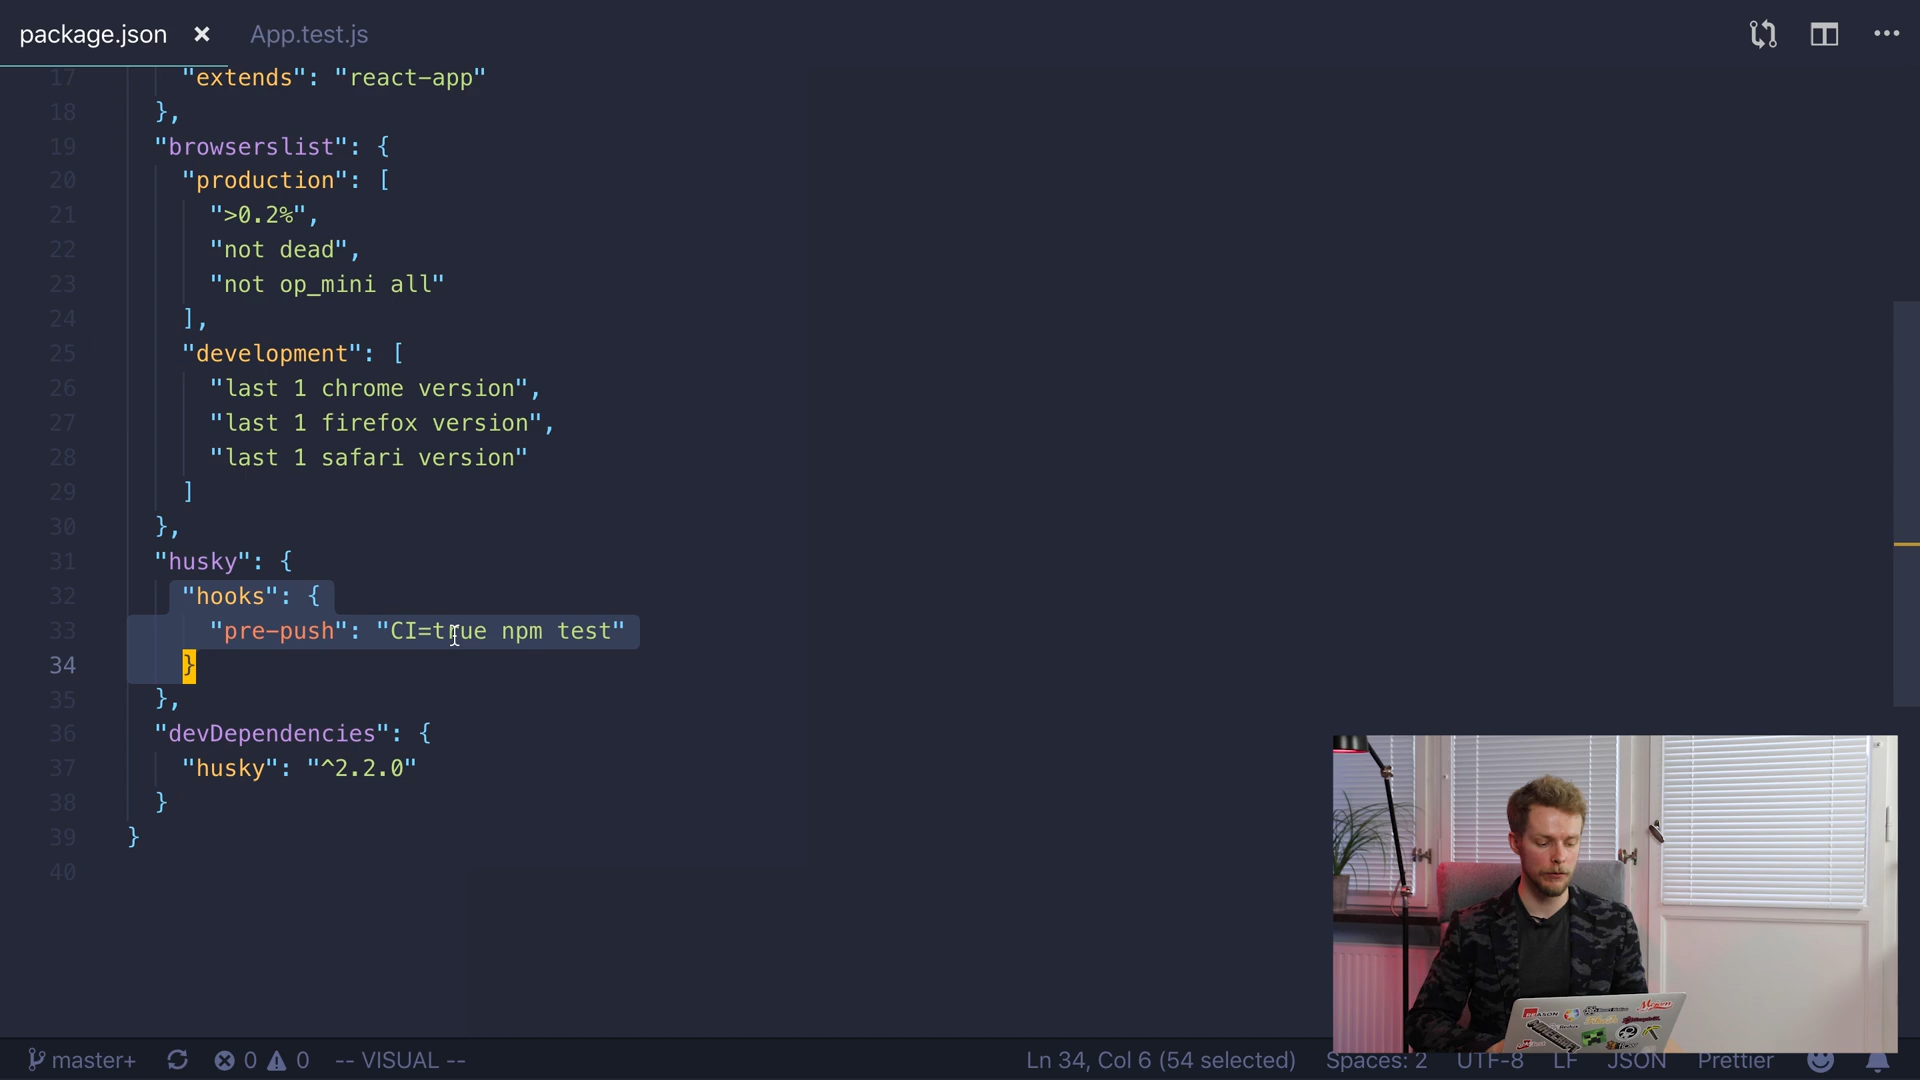 package.json × App.test.js
17 "extends": "react-app"
18 },
19 "browserslist": {
20 "production": [
21 ">0.2%",
22 "not dead",
23 "not op_mini all"
24 ],
25 "development": [
26 "last 1 chrome version",
27 "last 1 firefox version",
28 "last 1 safari version"
29 ]
30 },
31 "husky": {
32 "hooks": {
33 "pre-push": "CI=true npm test"
34 }
35 },
36 "devDependencies": {
37 "husky": "^2.2.0"
38 }
39 }
40
master+ 0 0 -- VISUAL -- Ln 34, Col 6 (54 selected) Spaces: 2 UTF-8 LF JSON Prettier
REASON
Redux